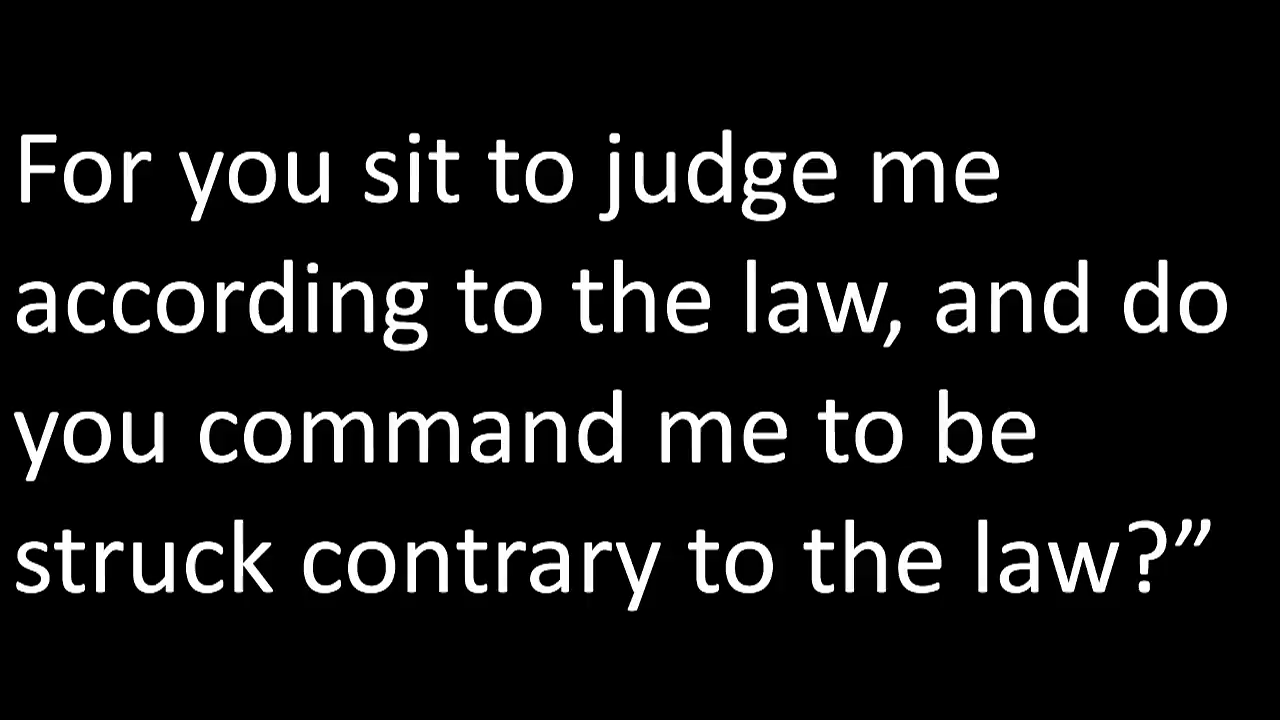 For you sit to judge me
according to the law, and do
you command me to be
struck contrary to the law?”